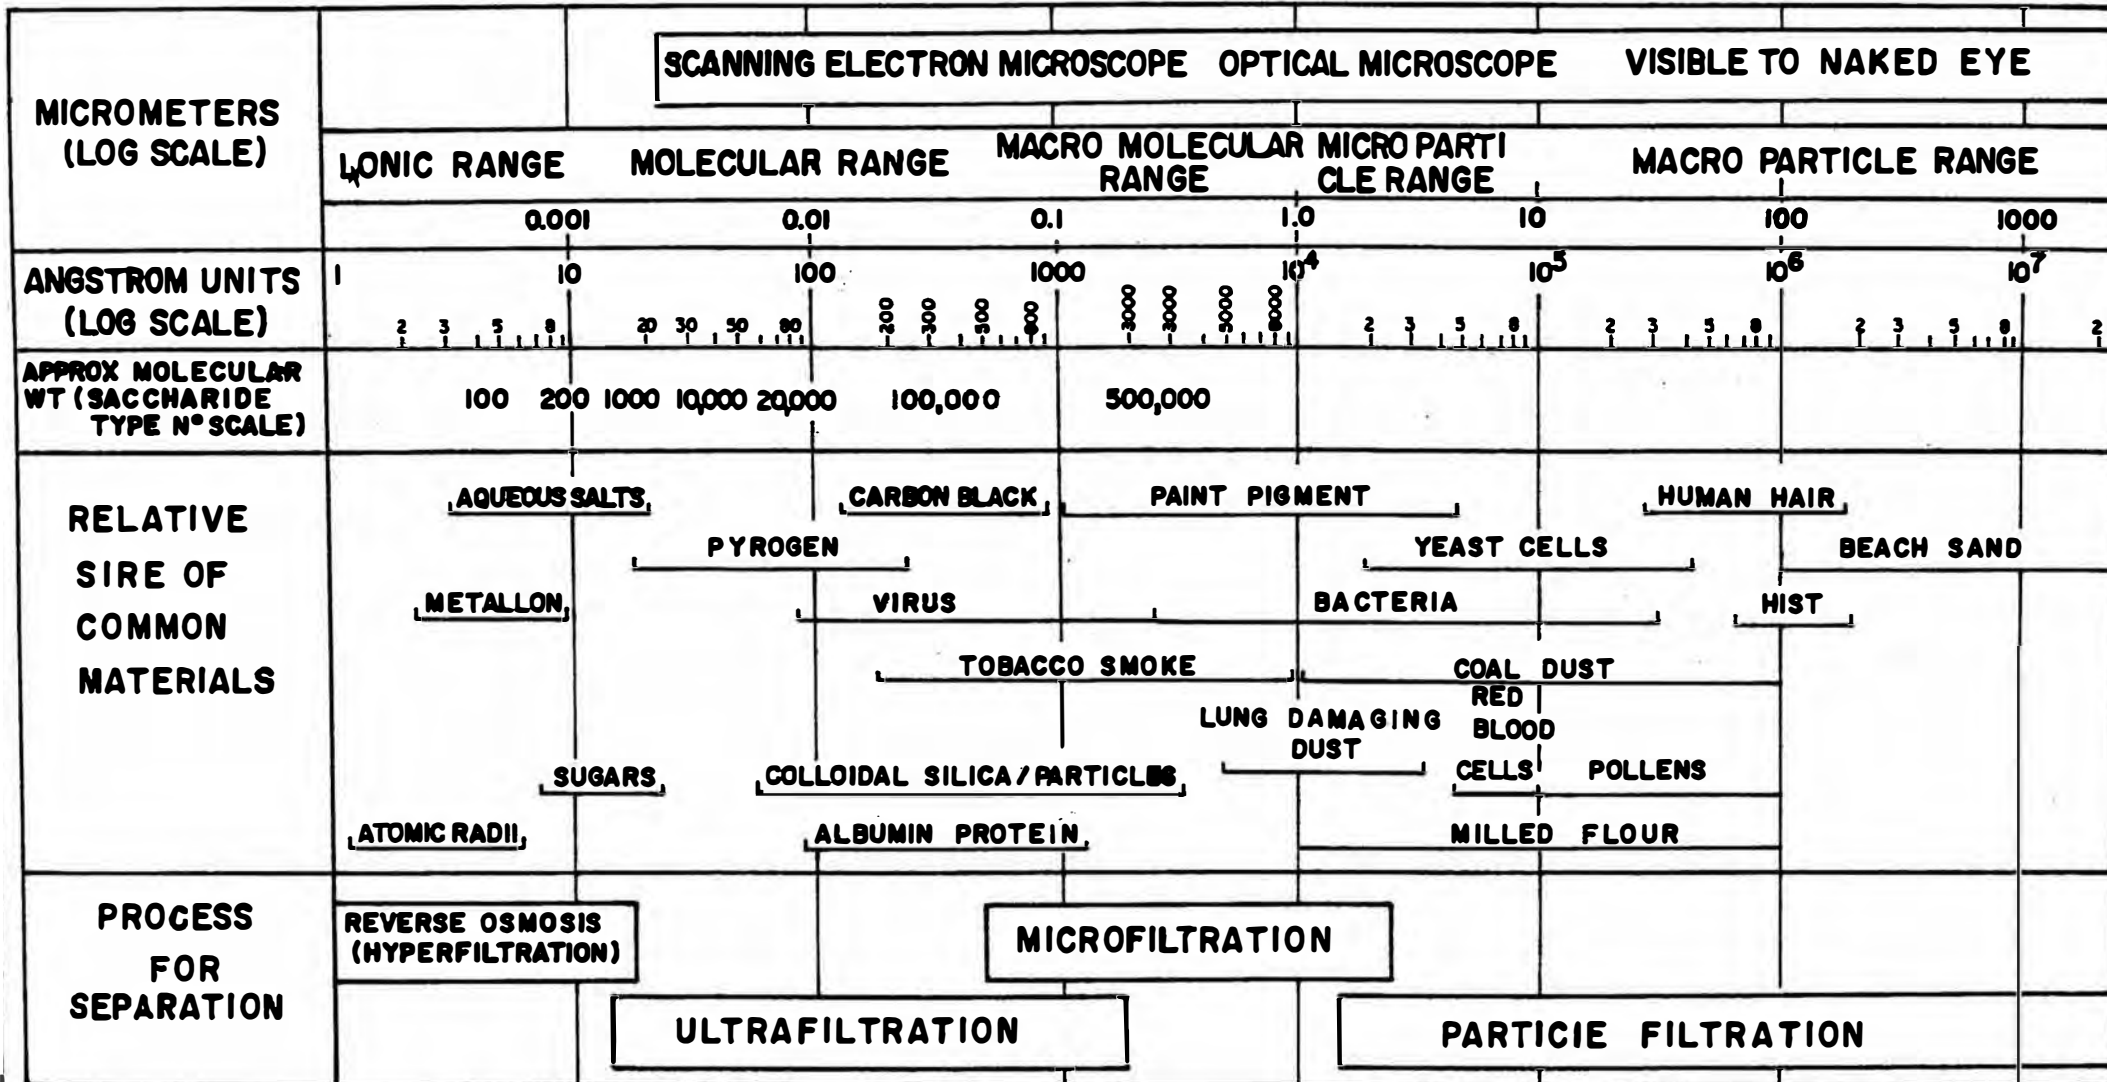 SCANNING ELECTRON MICROSCOPE OPTICAL MICROSCOPE VISIBLE TO NAKED EYE
MICROMETERS
(LOG SCALE)
IONIC RANGE MOLECULAR RANGE MACRO MOLECULAR MICRO PARTI MACRO PARTICLE RANGE
RANGE CLE RANGE
0.001 0.01 0.1 1.0 10 100 1000
ANGSTROM UNITS
(LOG SCALE)
1 10 100 1000 10⁴ 10⁵ 10⁶ 10⁷
2 3 5 8 20 30 50 80 200 300 500 800 3000 3000 5000 8000 2 3 5 8 2 3 5 8 2 3 5 8 2
APPROX MOLECULAR
WT (SACCHARIDE
TYPE Nº SCALE)
100 200 1000 10,000 20,000 100,000 500,000
RELATIVE
SIRE OF
COMMON
MATERIALS
AQUEOUS SALTS CARBON BLACK PAINT PIGMENT HUMAN HAIR
PYROGEN YEAST CELLS BEACH SAND
METALLON VIRUS BACTERIA HIST
TOBACCO SMOKE COAL DUST
RED
LUNG DAMAGING BLOOD
DUST
SUGARS COLLOIDAL SILICA/PARTICLES CELLS POLLENS
ATOMIC RADII ALBUMIN PROTEIN MILLED FLOUR
PROCESS
FOR
SEPARATION
REVERSE OSMOSIS
(HYPERFILTRATION)
MICROFILTRATION
ULTRAFILTRATION PARTICIE FILTRATION